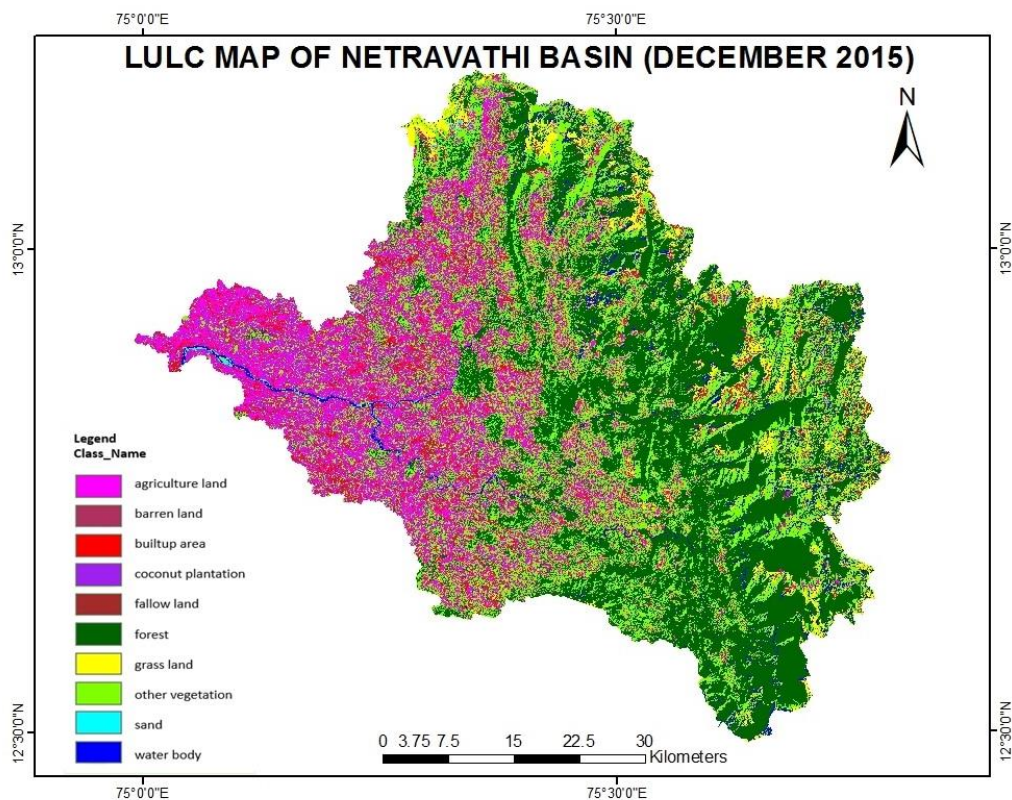 75°0'0"E 75°30'0"E
LULC MAP OF NETRAVATHI BASIN (DECEMBER 2015)
N
13°0'0"N 13°0'0"N
Legend
Class_Name
agriculture land
barren land
builtup area
coconut plantation
fallow land
forest
grass land
other vegetation
sand
water body
12°30'0"N 12°30'0"N
0 3.75 7.5 15 22.5 30
Kilometers
75°0'0"E 75°30'0"E